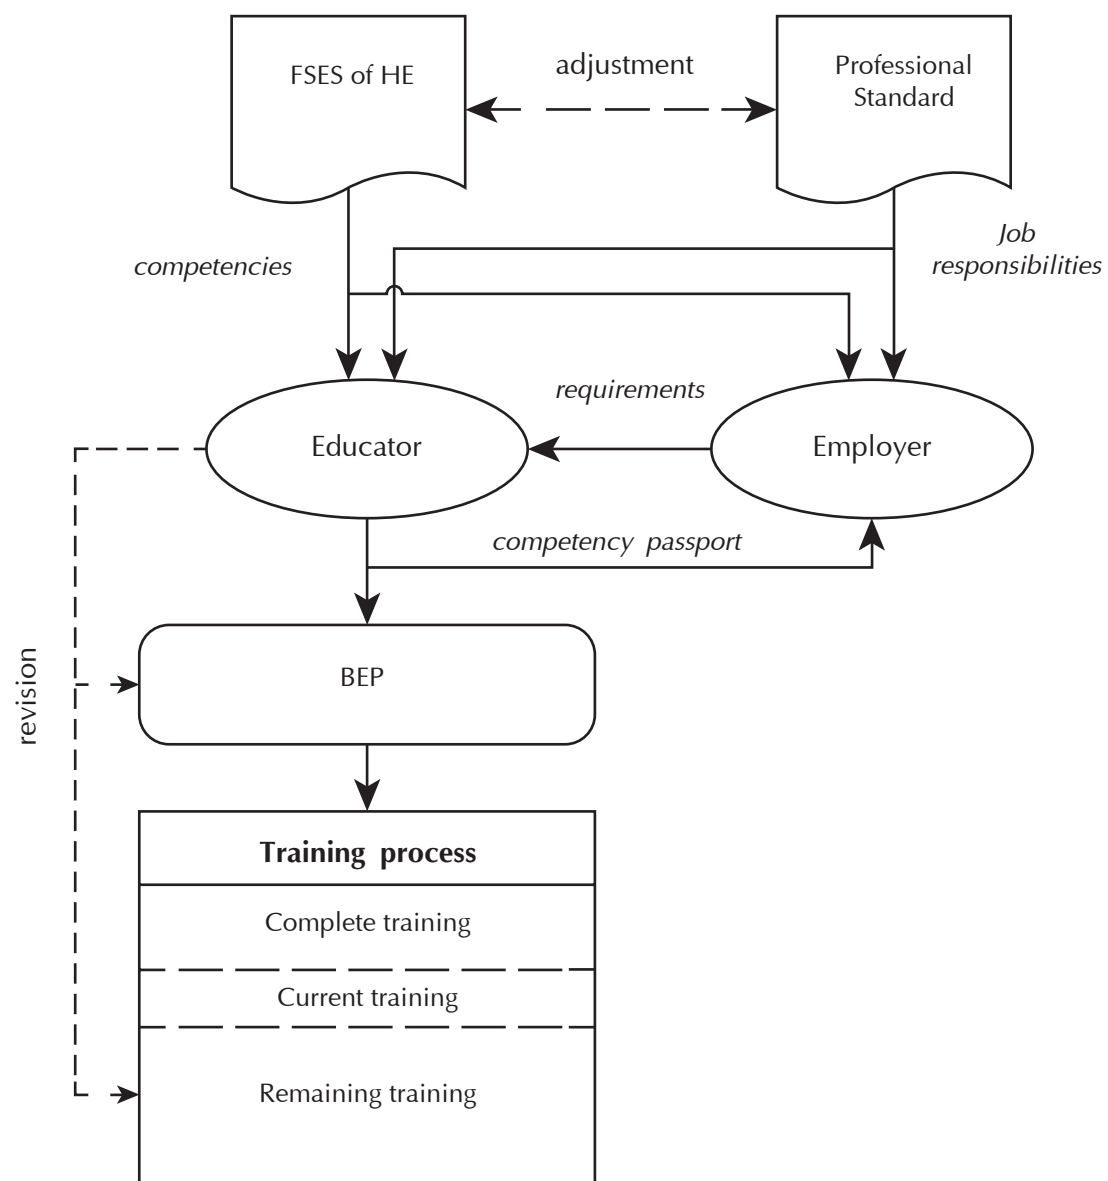 FSES of HE
adjustment
Professional
Standard
competencies
Job
responsibilities
requirements
Educator
Employer
competency passport
BEP
revision
Training process
Complete training
Current training
Remaining training